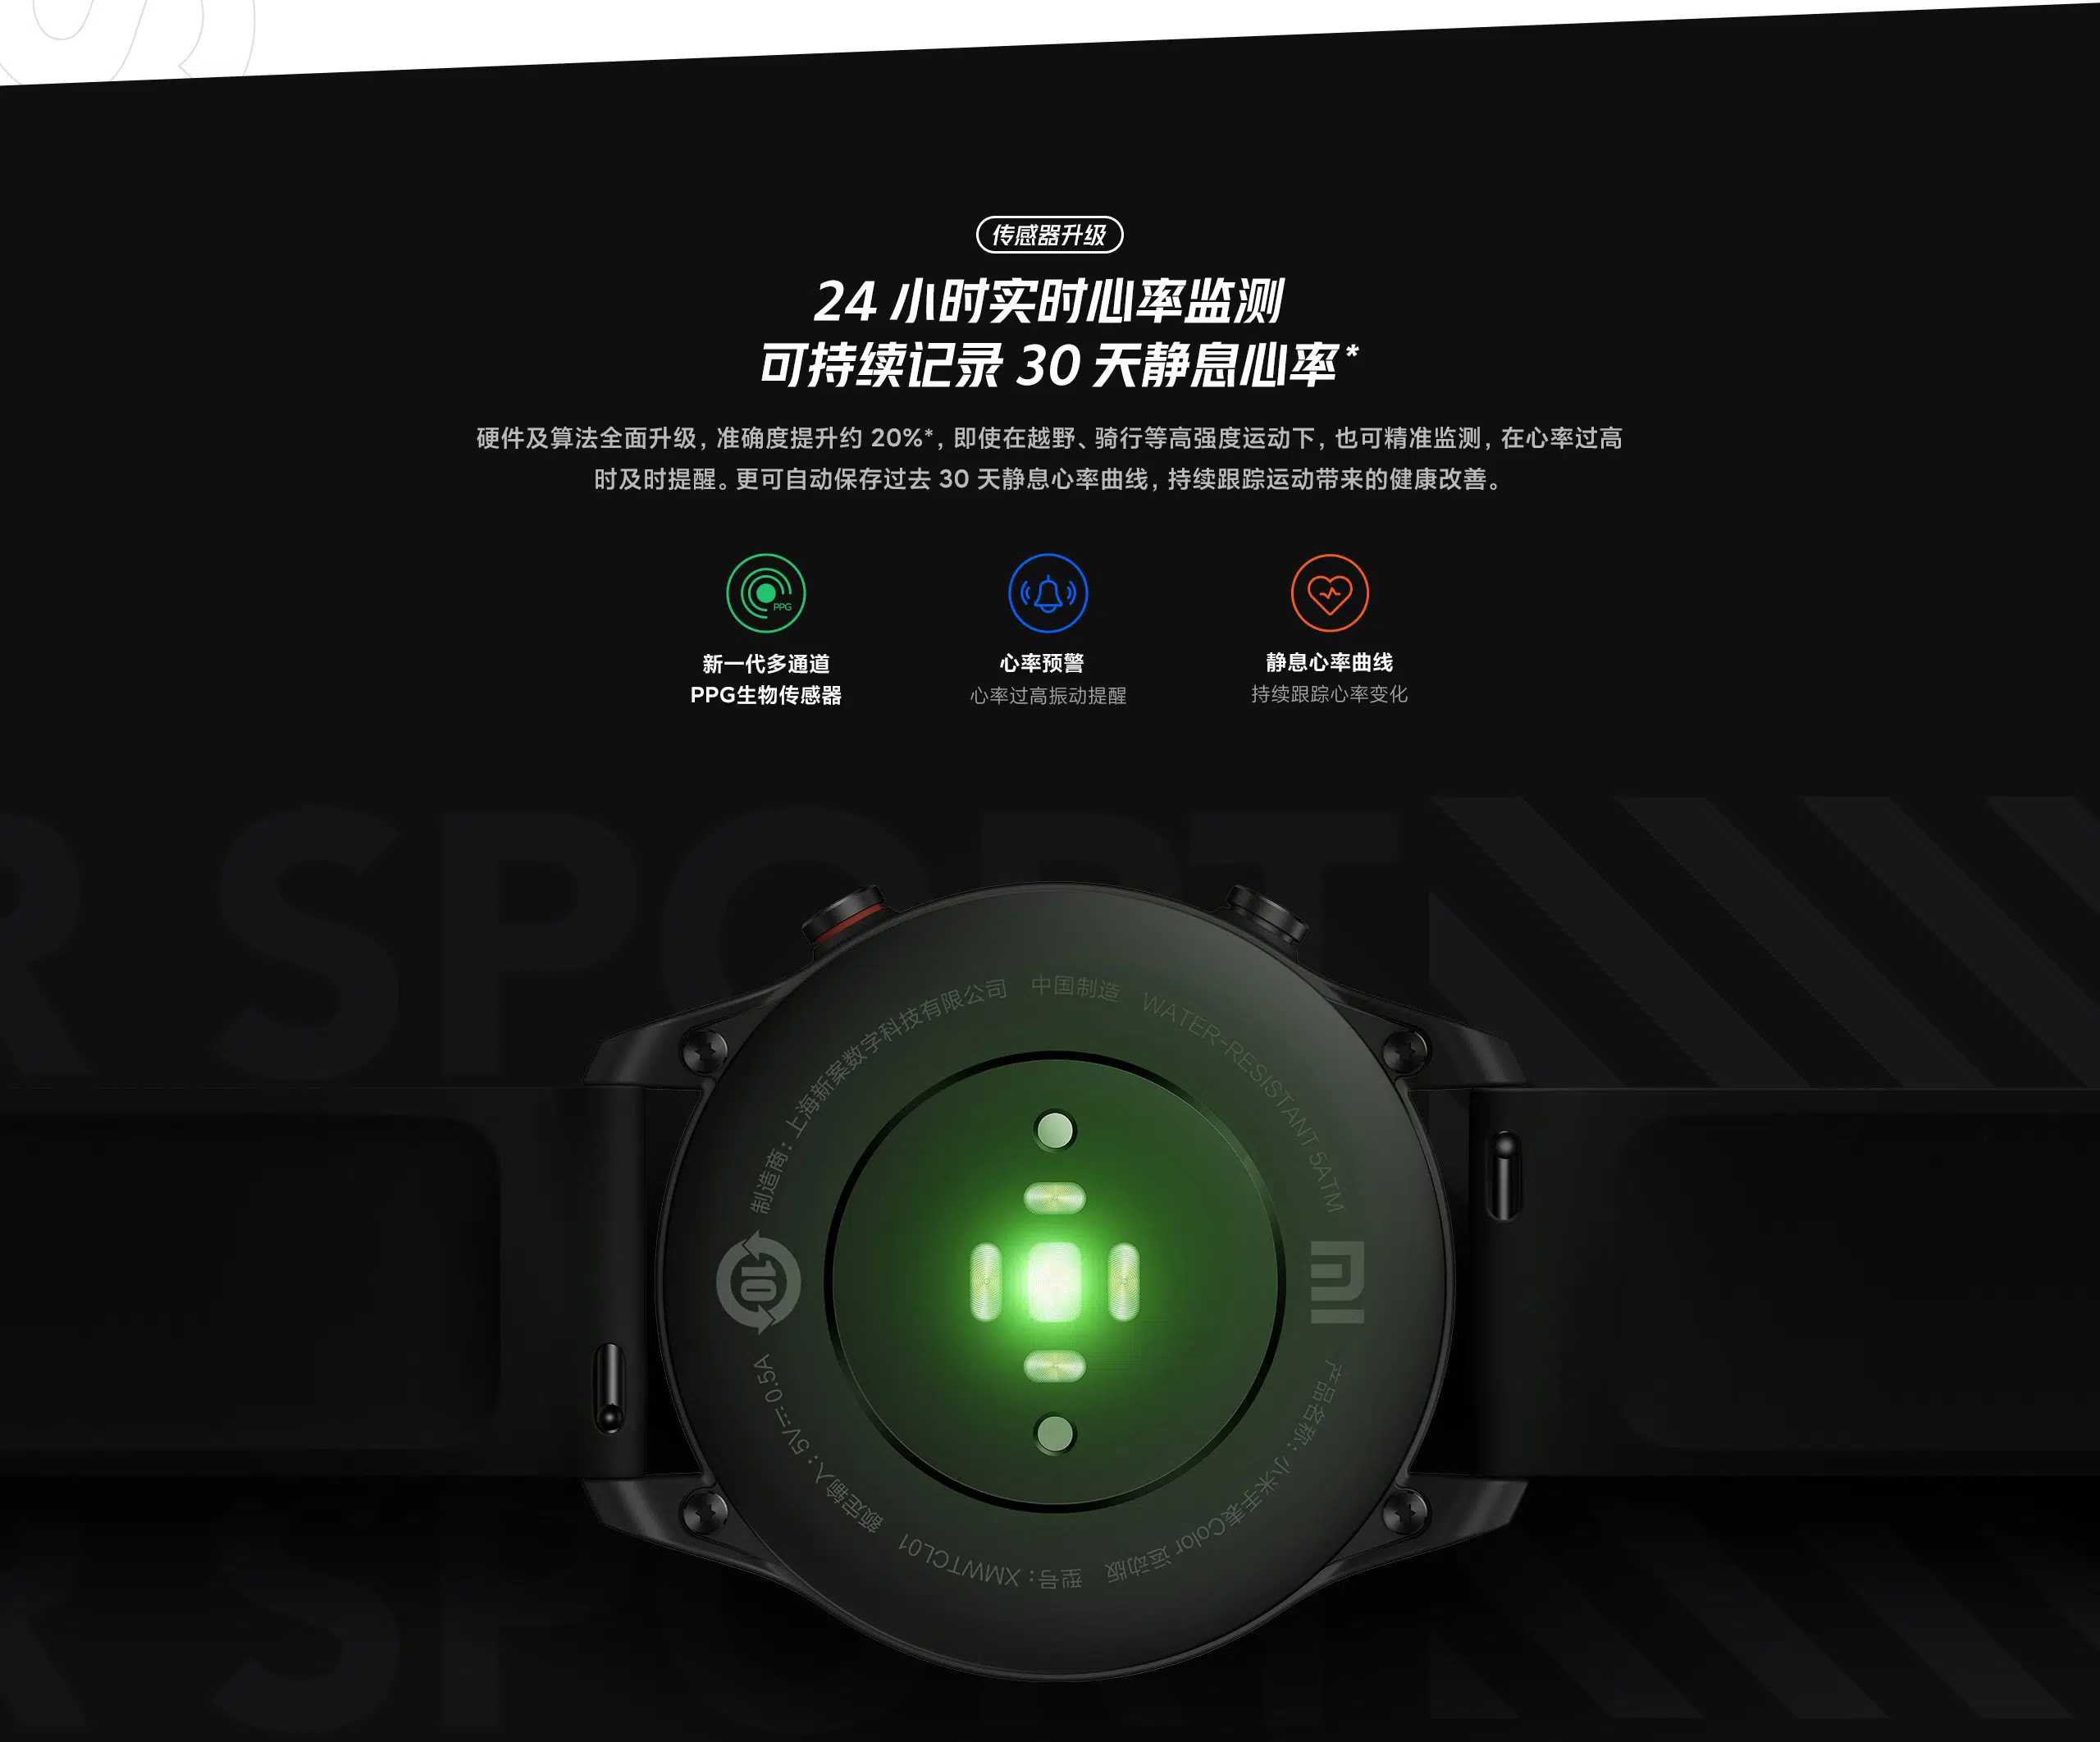 传感器升级
24 小时实时心率监测
可持续记录 30 天静息心率*
硬件及算法全面升级，准确度提升约 20%*，即使在越野、骑行等高强度运动下，也可精准监测，在心率过高
时及时提醒。更可自动保存过去 30 天静息心率曲线，持续跟踪运动带来的健康改善。
PPG
新一代多通道
PPG生物传感器
心率预警
心率过高振动提醒
静息心率曲线
持续跟踪心率变化
R SPORT
制造商：上海新案数字科技有限公司 中国制造 WATER-RESISTANT 5ATM
10
MI
产品名称：小米手表Color 运动版 型号：XMWTCL01 额定输入：5V⎓0.5A
R SPORT